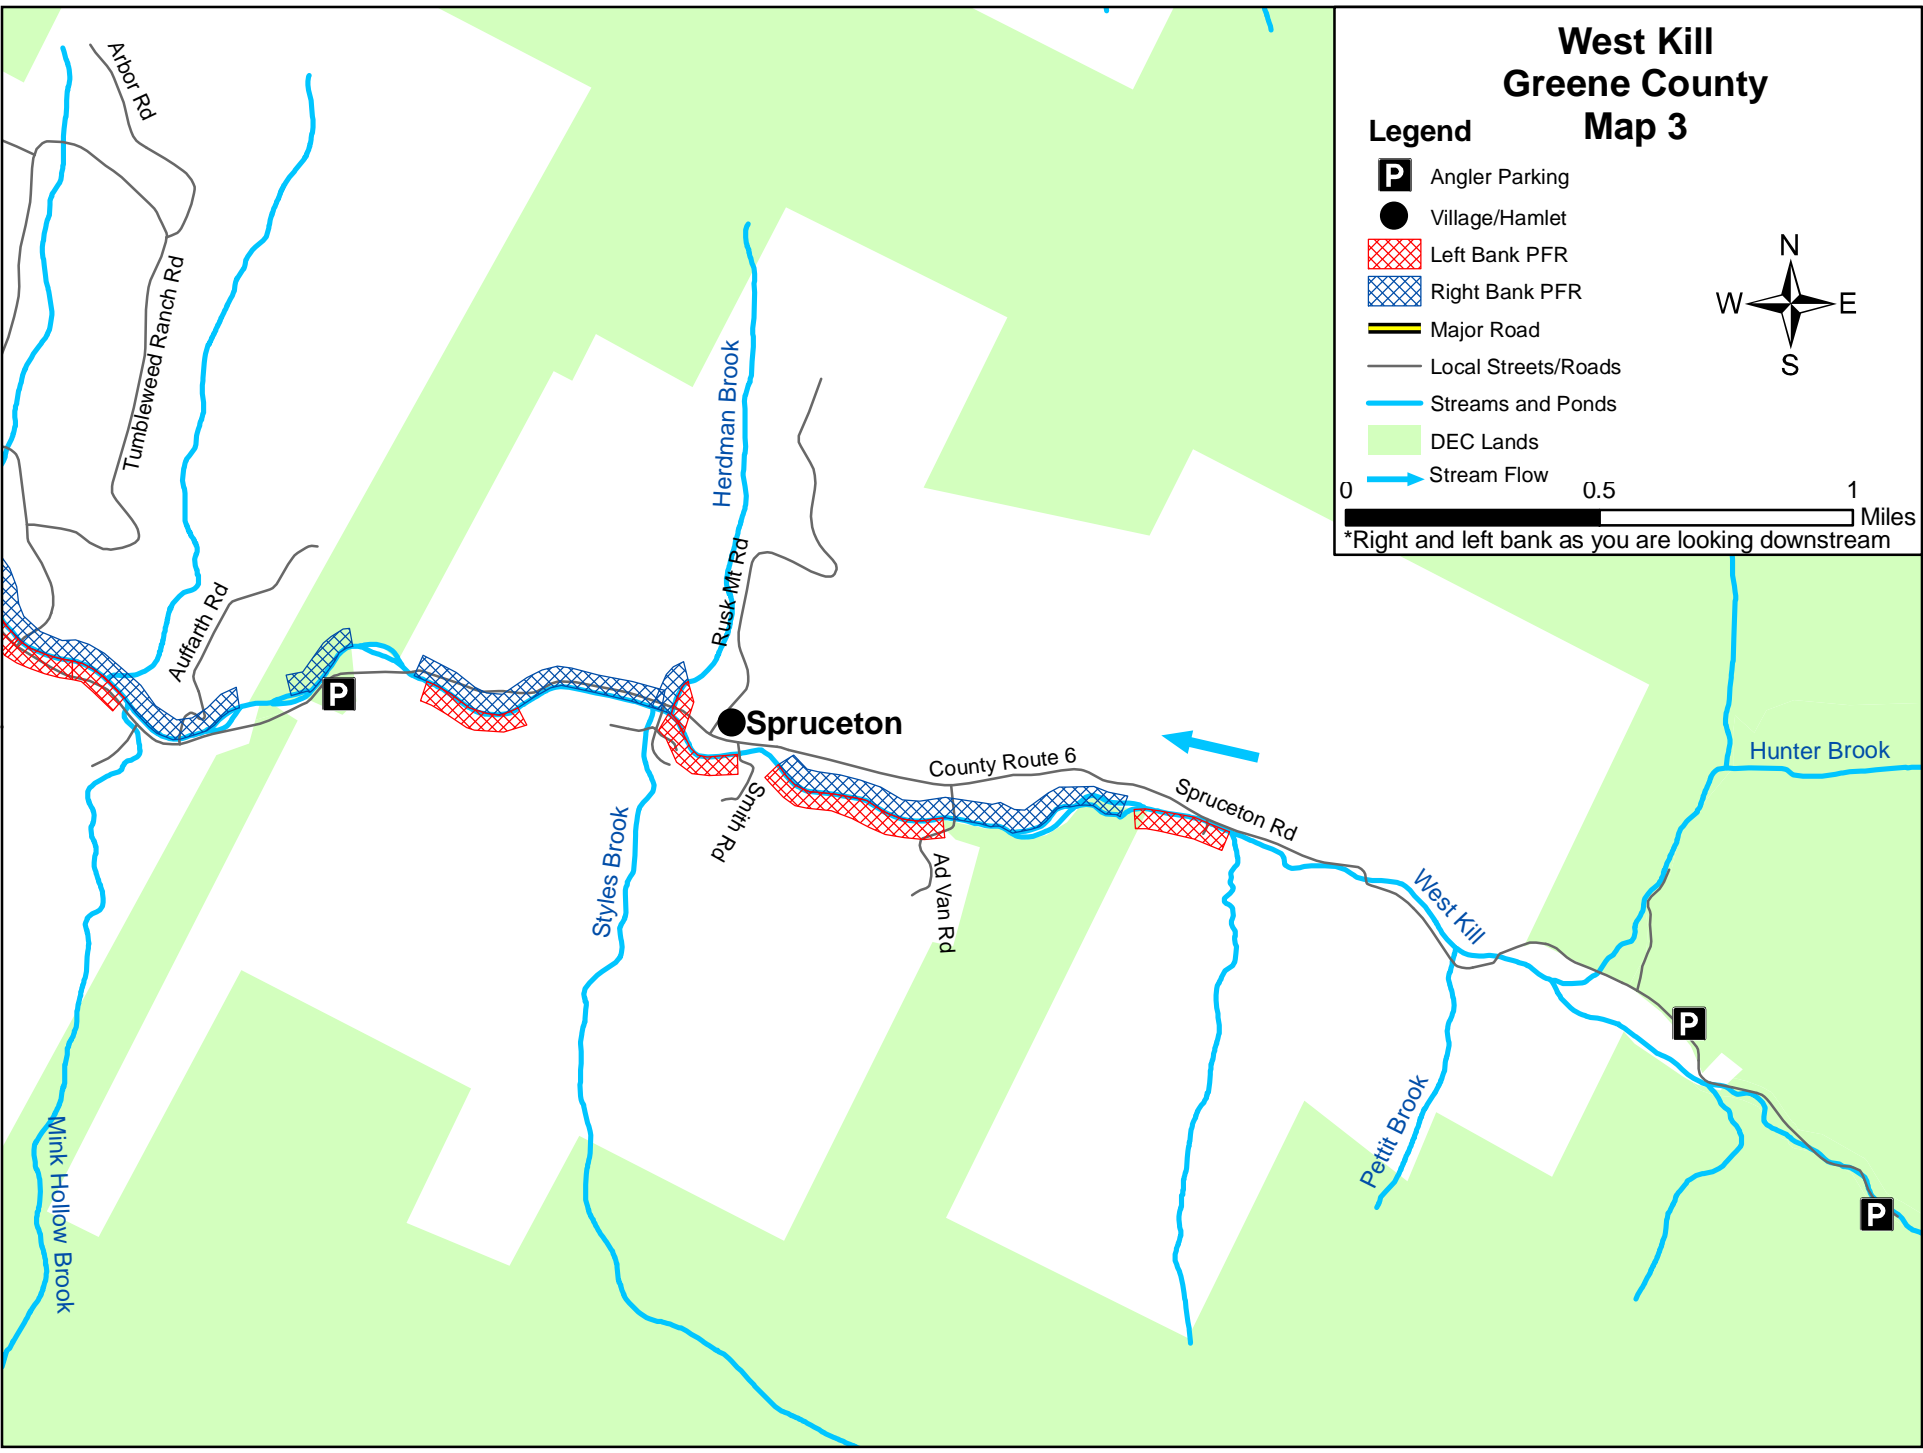 West Kill
Greene County
Map 3
Legend
P Angler Parking
Village/Hamlet
Left Bank PFR
Right Bank PFR
Major Road
Local Streets/Roads
Streams and Ponds
DEC Lands
Stream Flow
N
W E
S
0 0.5 1
Miles
*Right and left bank as you are looking downstream
Arbor Rd
Tumbleweed Ranch Rd
Herdman Brook
Rusk Mt Rd
Auffarth Rd
P
Spruceton
County Route 6
Spruceton Rd
Hunter Brook
Smith Rd
Styles Brook
Ad Van Rd
West Kill
P
Pettit Brook
Mink Hollow Brook
P